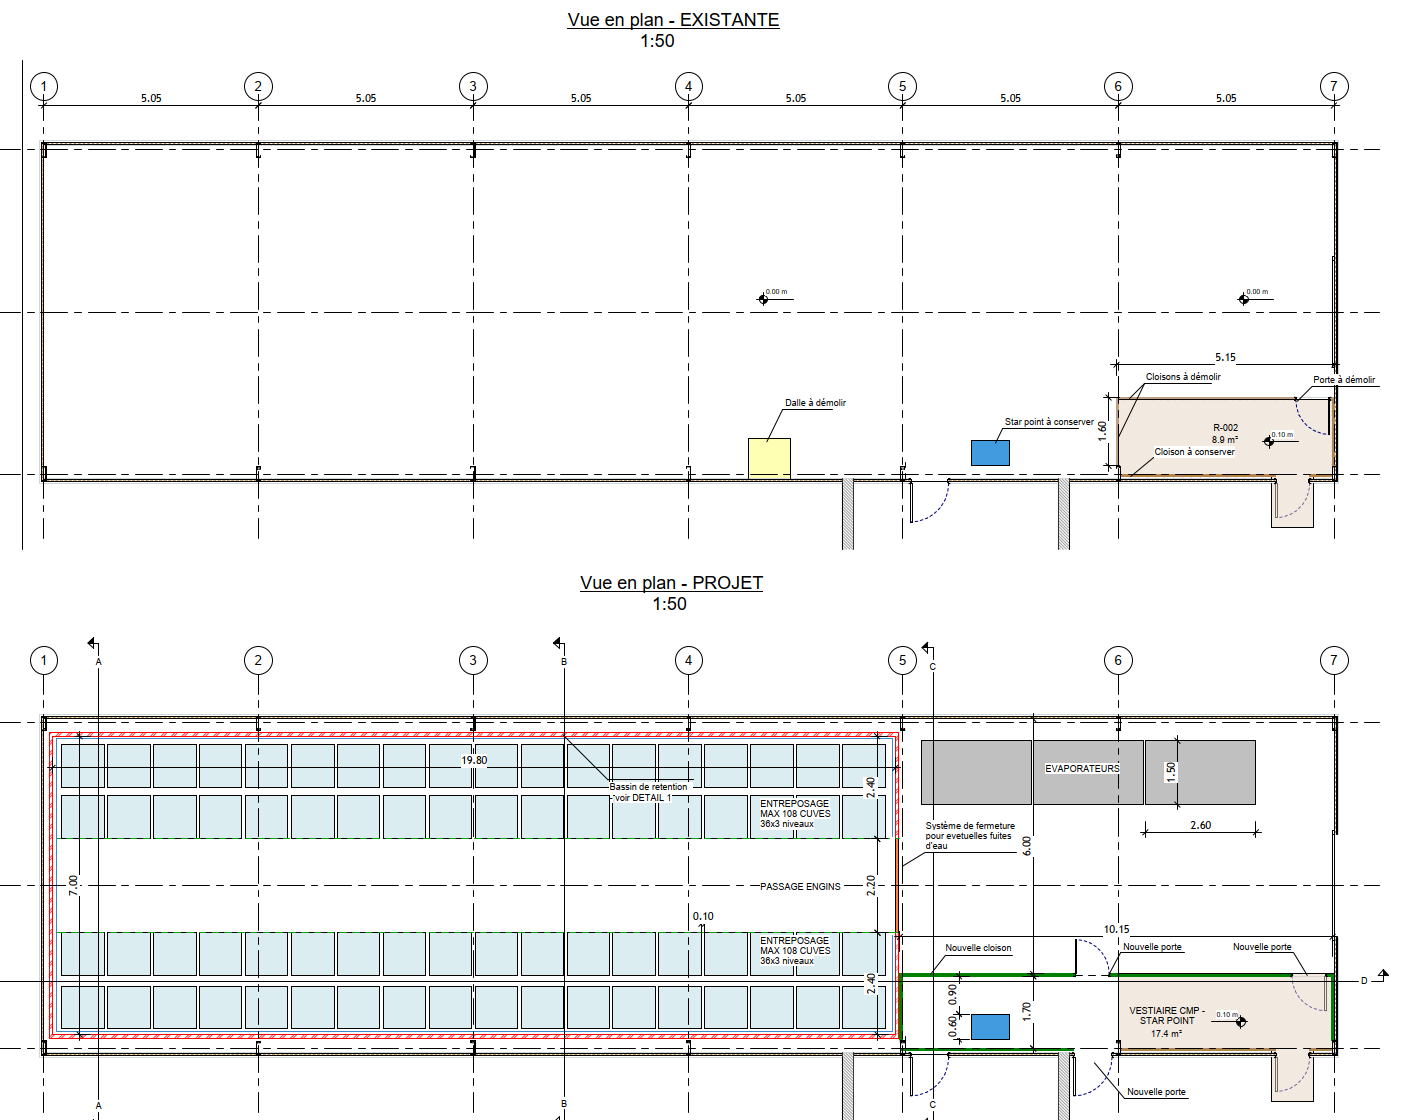 Vue en plan - EXISTANTE
1:50
1 2 3 4 5 6 7
5.05 5.05 5.05 5.05 5.05 5.05
0.00 m
0.00 m
5.15
Cloisons à démolir
Porte à démolir
Dalle à démolir
Star point à conserver
1.60
R-002
8.9 m²
0.10 m
Cloison à conserver
Vue en plan - PROJET
1:50
1 2 3 4 5 6 7
A
B
C
19.80
Bassin de retention
- voir DETAIL 1
2.40
ENTREPOSAGE
MAX 108 CUVES
36x3 niveaux
EVAPORATEURS
1.50
2.60
Système de fermeture
pour evetuelles fuites
d'eau
6.00
7.00
PASSAGE ENGINS
2.20
0.10
10.15
ENTREPOSAGE
MAX 108 CUVES
36x3 niveaux
2.40
Nouvelle cloison
Nouvelle porte
Nouvelle porte
D
0.90
0.60
1.70
VESTIAIRE CMP -
STAR POINT
17.4 m²
0.10 m
Nouvelle porte
A
B
C